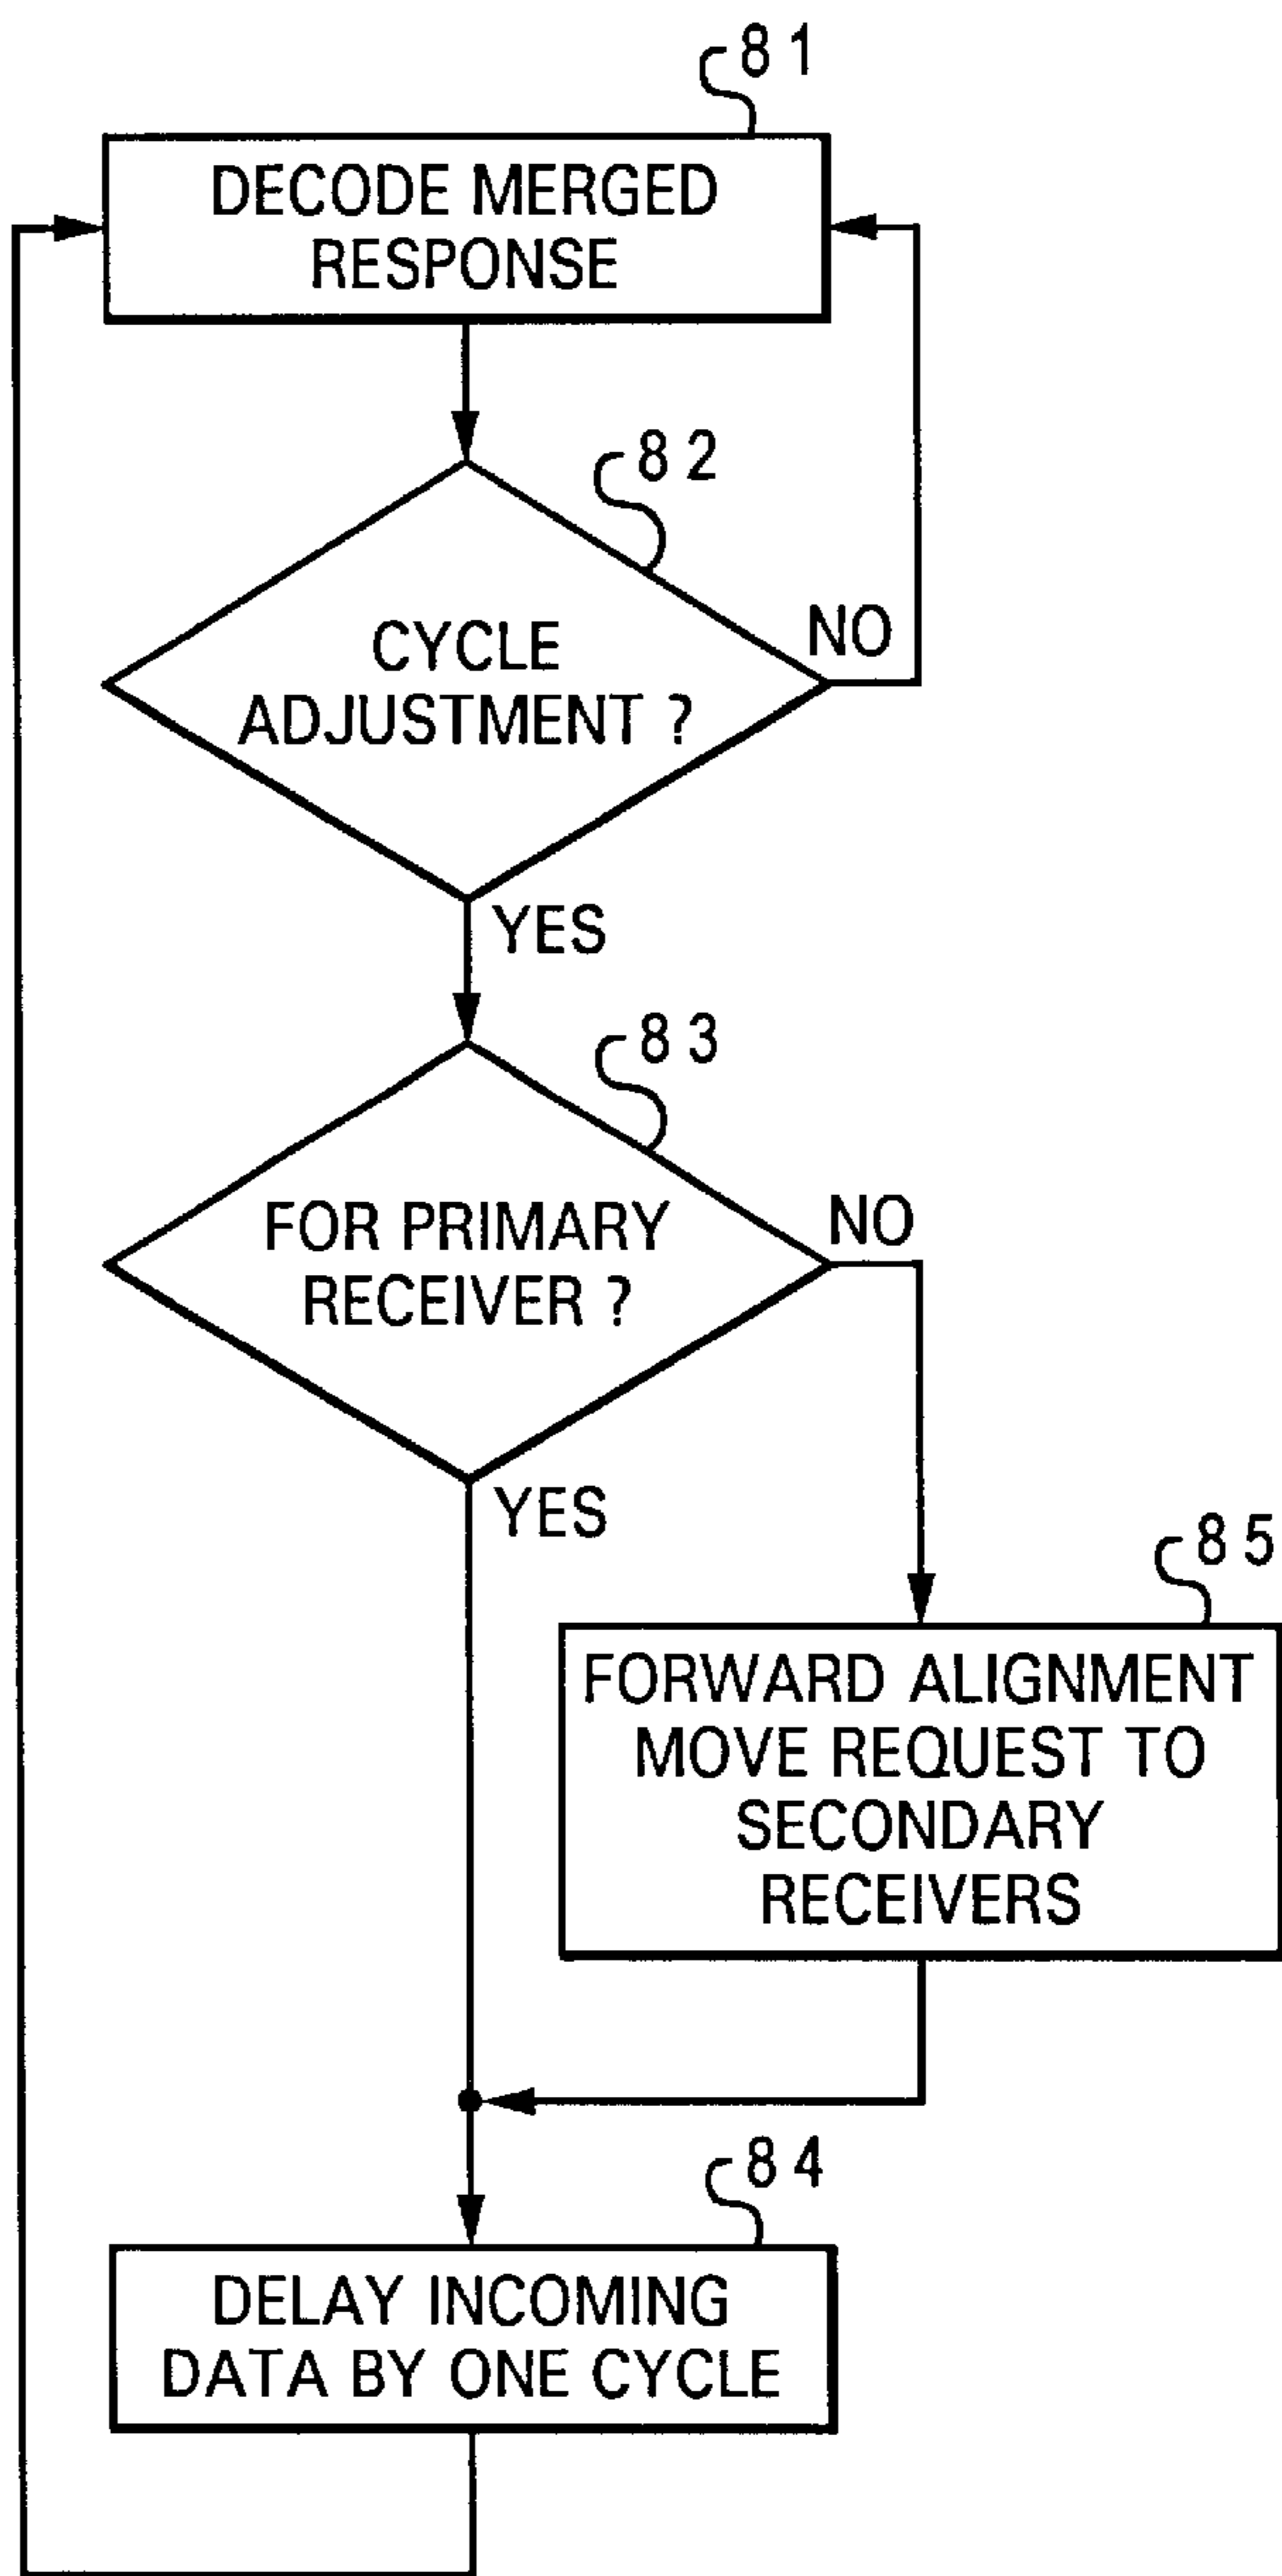 81
DECODE MERGED
RESPONSE
82
CYCLE
ADJUSTMENT ?
NO
YES
83
FOR PRIMARY
RECEIVER ?
NO
YES
85
FORWARD ALIGNMENT
MOVE REQUEST TO
SECONDARY
RECEIVERS
84
DELAY INCOMING
DATA BY ONE CYCLE